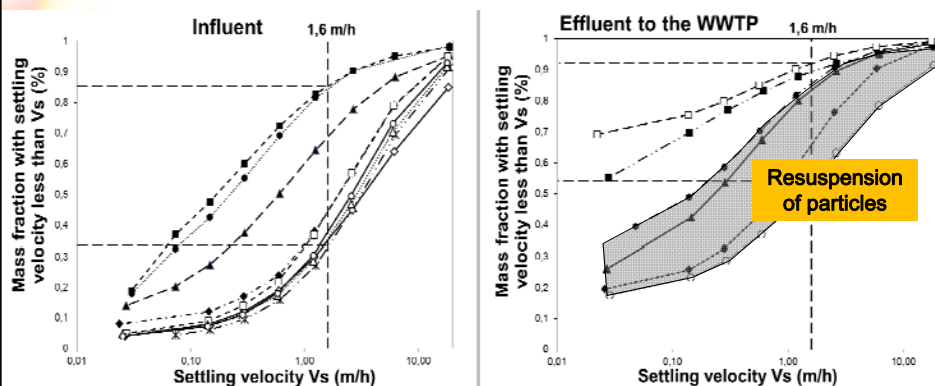 Influent
1,6 m/h
Mass fraction with settling
velocity less than Vs (%)
1
0,9
0,8
0,7
0,6
0,5
0,4
0,3
0,2
0,1
0
0,01
0,10
1,00
10,00
Settling velocity Vs (m/h)
Effluent to the WWTP
1,6 m/h
Mass fraction with settling
velocity less than Vs (%)
1
0,9
0,8
0,7
0,6
0,5
0,4
0,3
0,2
0,1
0
0,01
0,10
1,00
10,00
Settling velocity Vs (m/h)
Resuspension
of particles